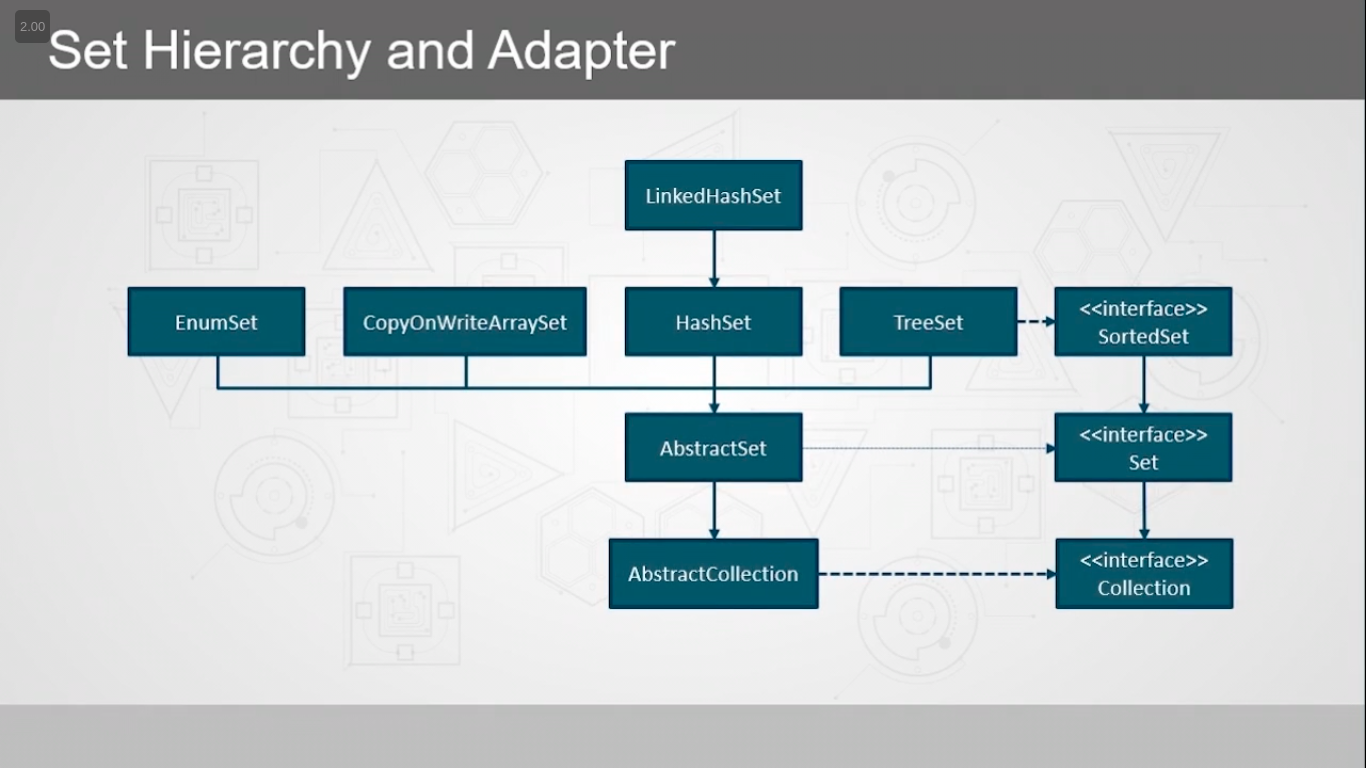 2.00
Set Hierarchy and Adapter
LinkedHashSet
EnumSet
CopyOnWriteArraySet
HashSet
TreeSet
<<interface>>
SortedSet
AbstractSet
<<interface>>
Set
AbstractCollection
<<interface>>
Collection